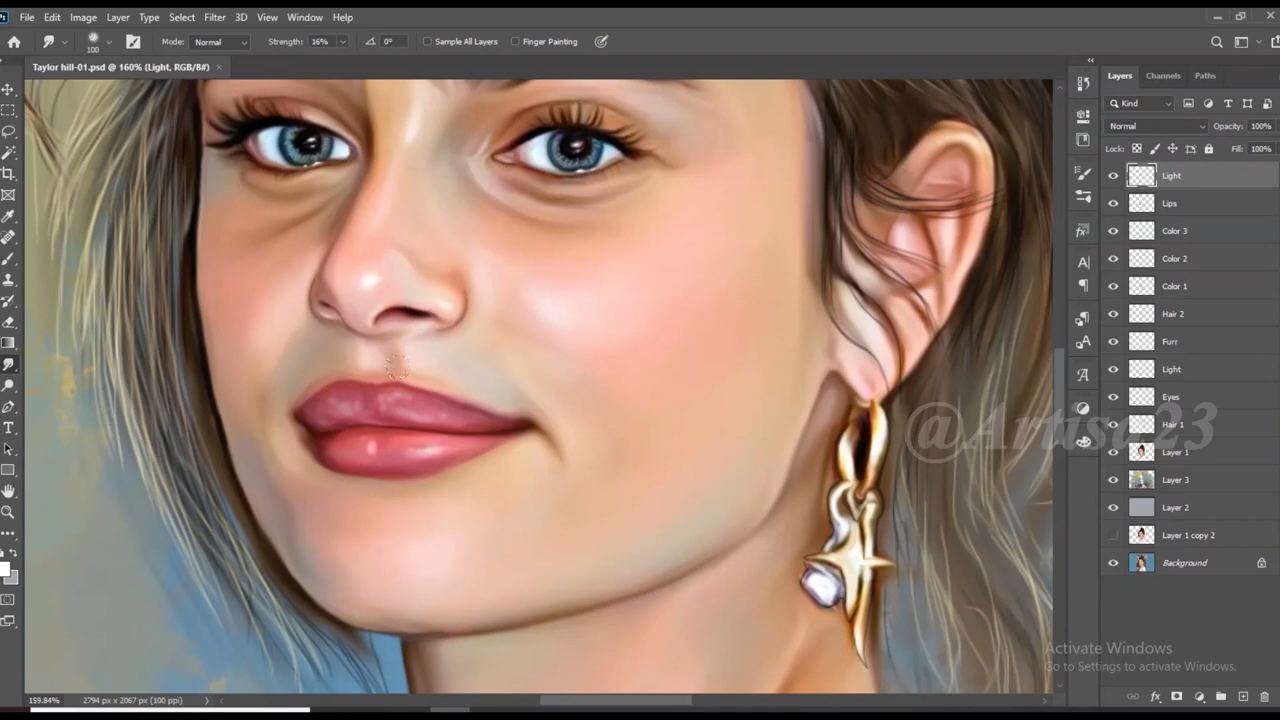 File Edit Image Layer Type Select Filter 3D View Window Help
100 Mode: Normal Strength: 16% 0° Sample All Layers Finger Painting
Taylor hill-01.psd @ 160% (Light, RGB/8#) ×
Layers Channels Paths
Kind
Normal Opacity: 100%
Lock: Fill: 100%
Light
Lips
Color 3
Color 2
Color 1
Hair 2
Furr
Light
Eyes
Hair 1
@Artisa23
Layer 1
Layer 3
Layer 2
Layer 1 copy 2
Background
Activate Windows
Go to Settings to activate Windows.
159.84% 2794 px x 2067 px (100 ppi)